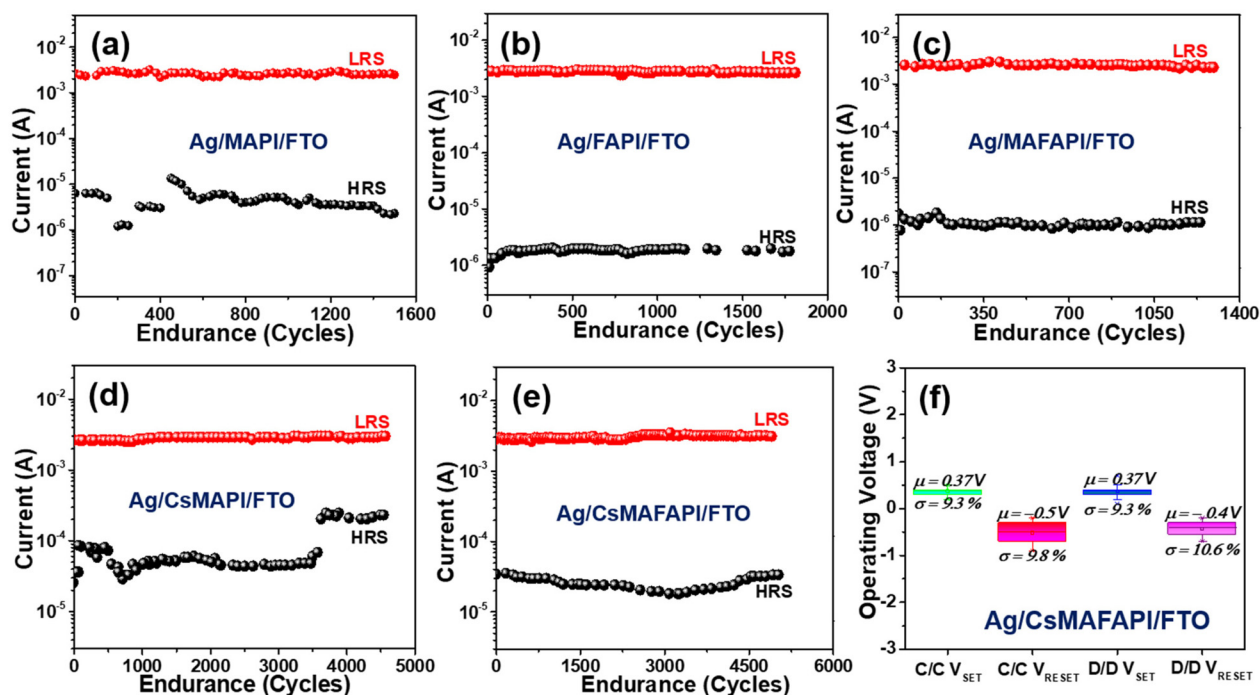 (a)
LRS
Ag/MAPI/FTO
HRS
Current (A)
10⁻²
10⁻³
10⁻⁴
10⁻⁵
10⁻⁶
10⁻⁷
0 400 800 1200 1600
Endurance (Cycles)
(b)
LRS
Ag/FAPI/FTO
HRS
Current (A)
10⁻²
10⁻³
10⁻⁴
10⁻⁵
10⁻⁶
0 500 1000 1500 2000
Endurance (Cycles)
(c)
LRS
Ag/MAFAPI/FTO
HRS
Current (A)
10⁻²
10⁻³
10⁻⁴
10⁻⁵
10⁻⁶
10⁻⁷
0 350 700 1050 1400
Endurance (Cycles)
(d)
LRS
Ag/CsMAPI/FTO
HRS
Current (A)
10⁻²
10⁻³
10⁻⁴
10⁻⁵
0 1000 2000 3000 4000 5000
Endurance (Cycles)
(e)
LRS
Ag/CsMAFAPI/FTO
HRS
Current (A)
10⁻²
10⁻³
10⁻⁴
10⁻⁵
0 1500 3000 4500 6000
Endurance (Cycles)
(f)
Operating Voltage (V)
3
2
1
0
-1
-2
-3
μ = 0.37 V
σ = 9.3 %
μ = −0.5 V
σ = 9.8 %
μ = 0.37 V
σ = 9.3 %
μ = −0.4 V
σ = 10.6 %
Ag/CsMAFAPI/FTO
C/C V_SET C/C V_RESET D/D V_SET D/D V_RESET